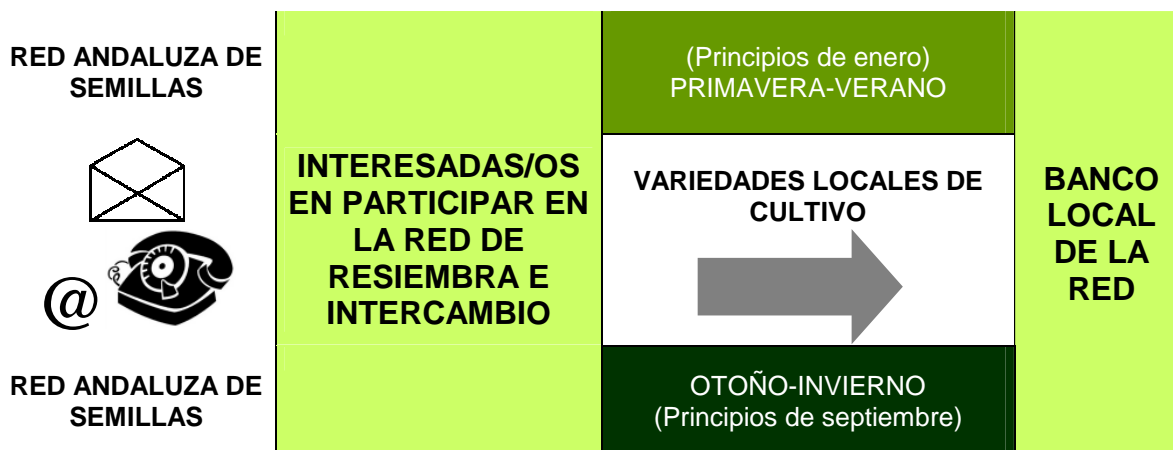 RED ANDALUZA DE
SEMILLAS
@
RED ANDALUZA DE
SEMILLAS
INTERESADAS/OS
EN PARTICIPAR EN
LA RED DE
RESIEMBRA E
INTERCAMBIO
(Principios de enero)
PRIMAVERA-VERANO
VARIEDADES LOCALES DE
CULTIVO
OTOÑO-INVIERNO
(Principios de septiembre)
BANCO
LOCAL
DE LA
RED